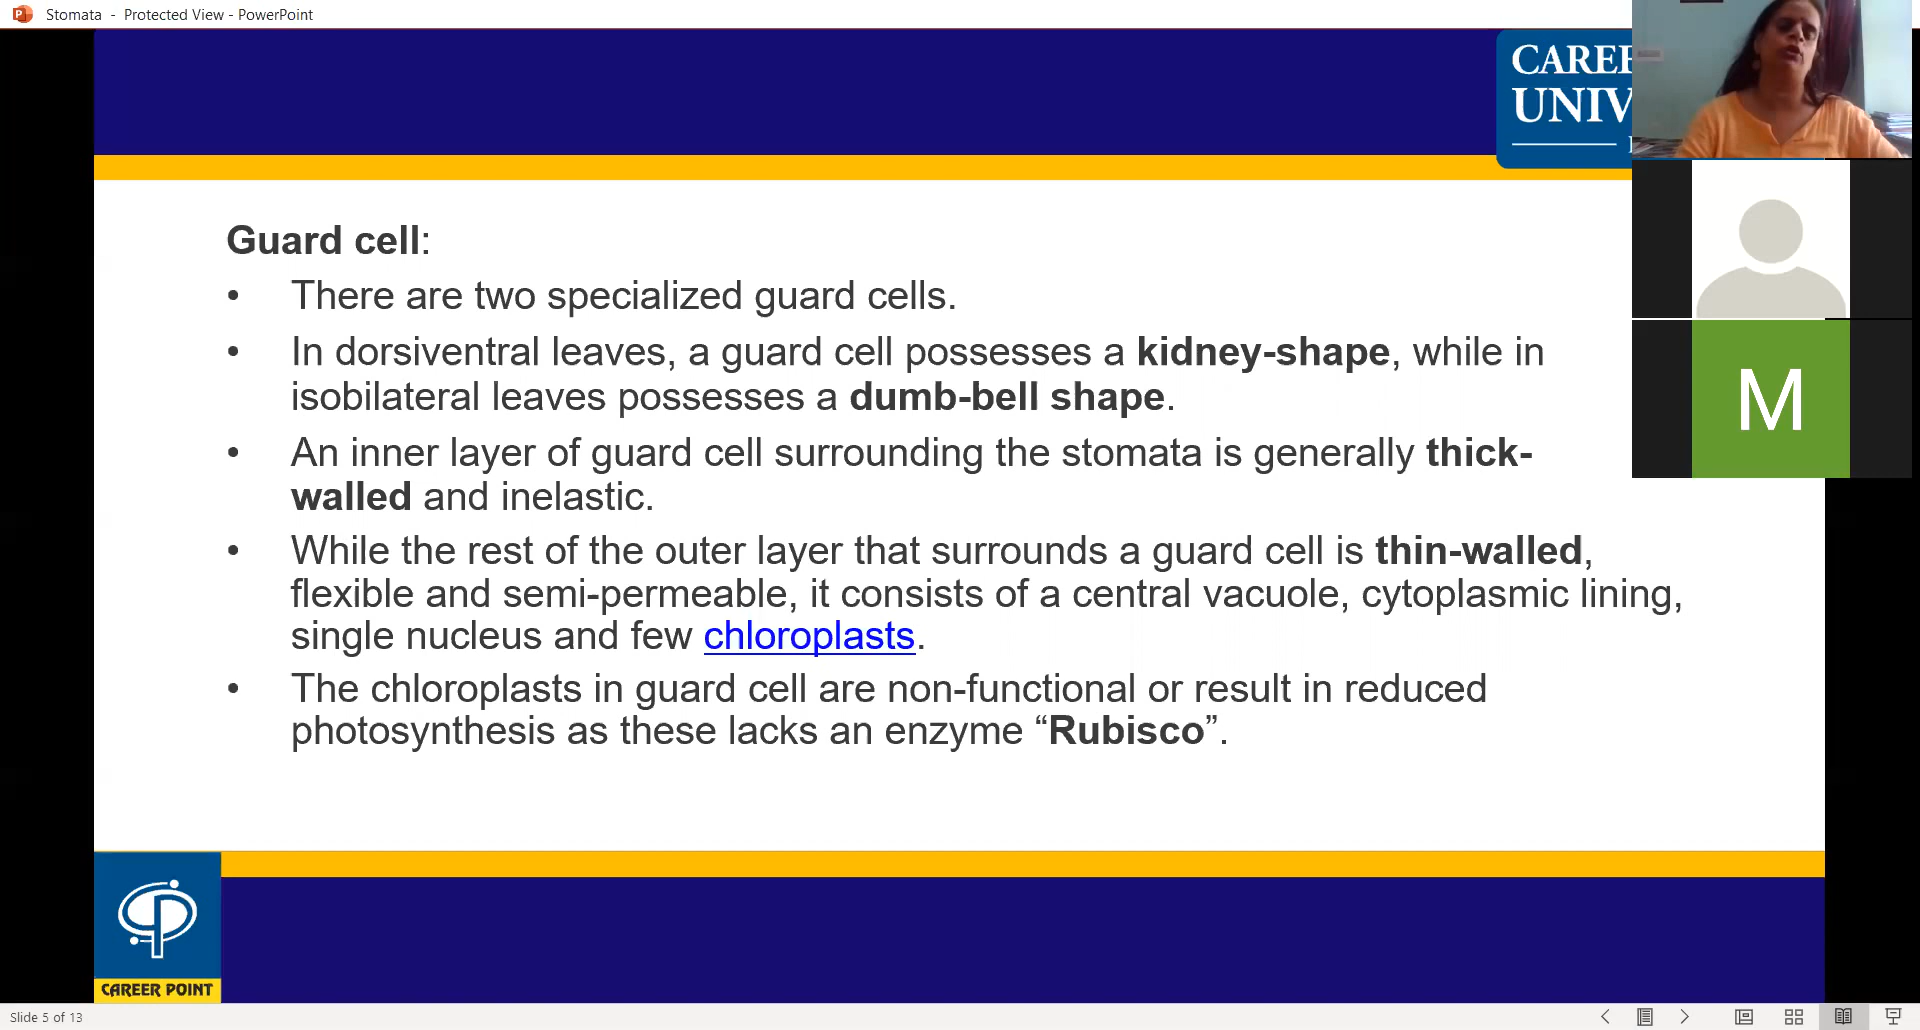 Stomata - Protected View - PowerPoint
CAREE
UNIV
Guard cell:
• There are two specialized guard cells.
• In dorsiventral leaves, a guard cell possesses a kidney-shape, while in
isobilateral leaves possesses a dumb-bell shape.
• An inner layer of guard cell surrounding the stomata is generally thick-
walled and inelastic.
• While the rest of the outer layer that surrounds a guard cell is thin-walled,
flexible and semi-permeable, it consists of a central vacuole, cytoplasmic lining,
single nucleus and few chloroplasts.
• The chloroplasts in guard cell are non-functional or result in reduced
photosynthesis as these lacks an enzyme “Rubisco”.
M
CAREER POINT
Slide 5 of 13